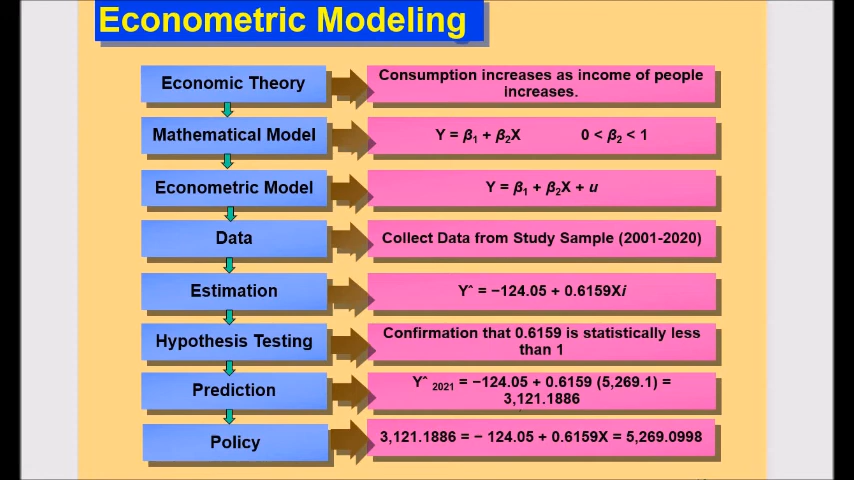 Econometric Modeling
Economic Theory
Consumption increases as income of people
increases.
Mathematical Model
Y = β₁ + β₂X 0 < β₂ < 1
Econometric Model
Y = β₁ + β₂X + u
Data
Collect Data from Study Sample (2001-2020)
Estimation
Yˆ = −124.05 + 0.6159Xi
Hypothesis Testing
Confirmation that 0.6159 is statistically less
than 1
Prediction
Yˆ ₂₀₂₁ = −124.05 + 0.6159 (5,269.1) =
3,121.1886
Policy
3,121.1886 = − 124.05 + 0.6159X = 5,269.0998